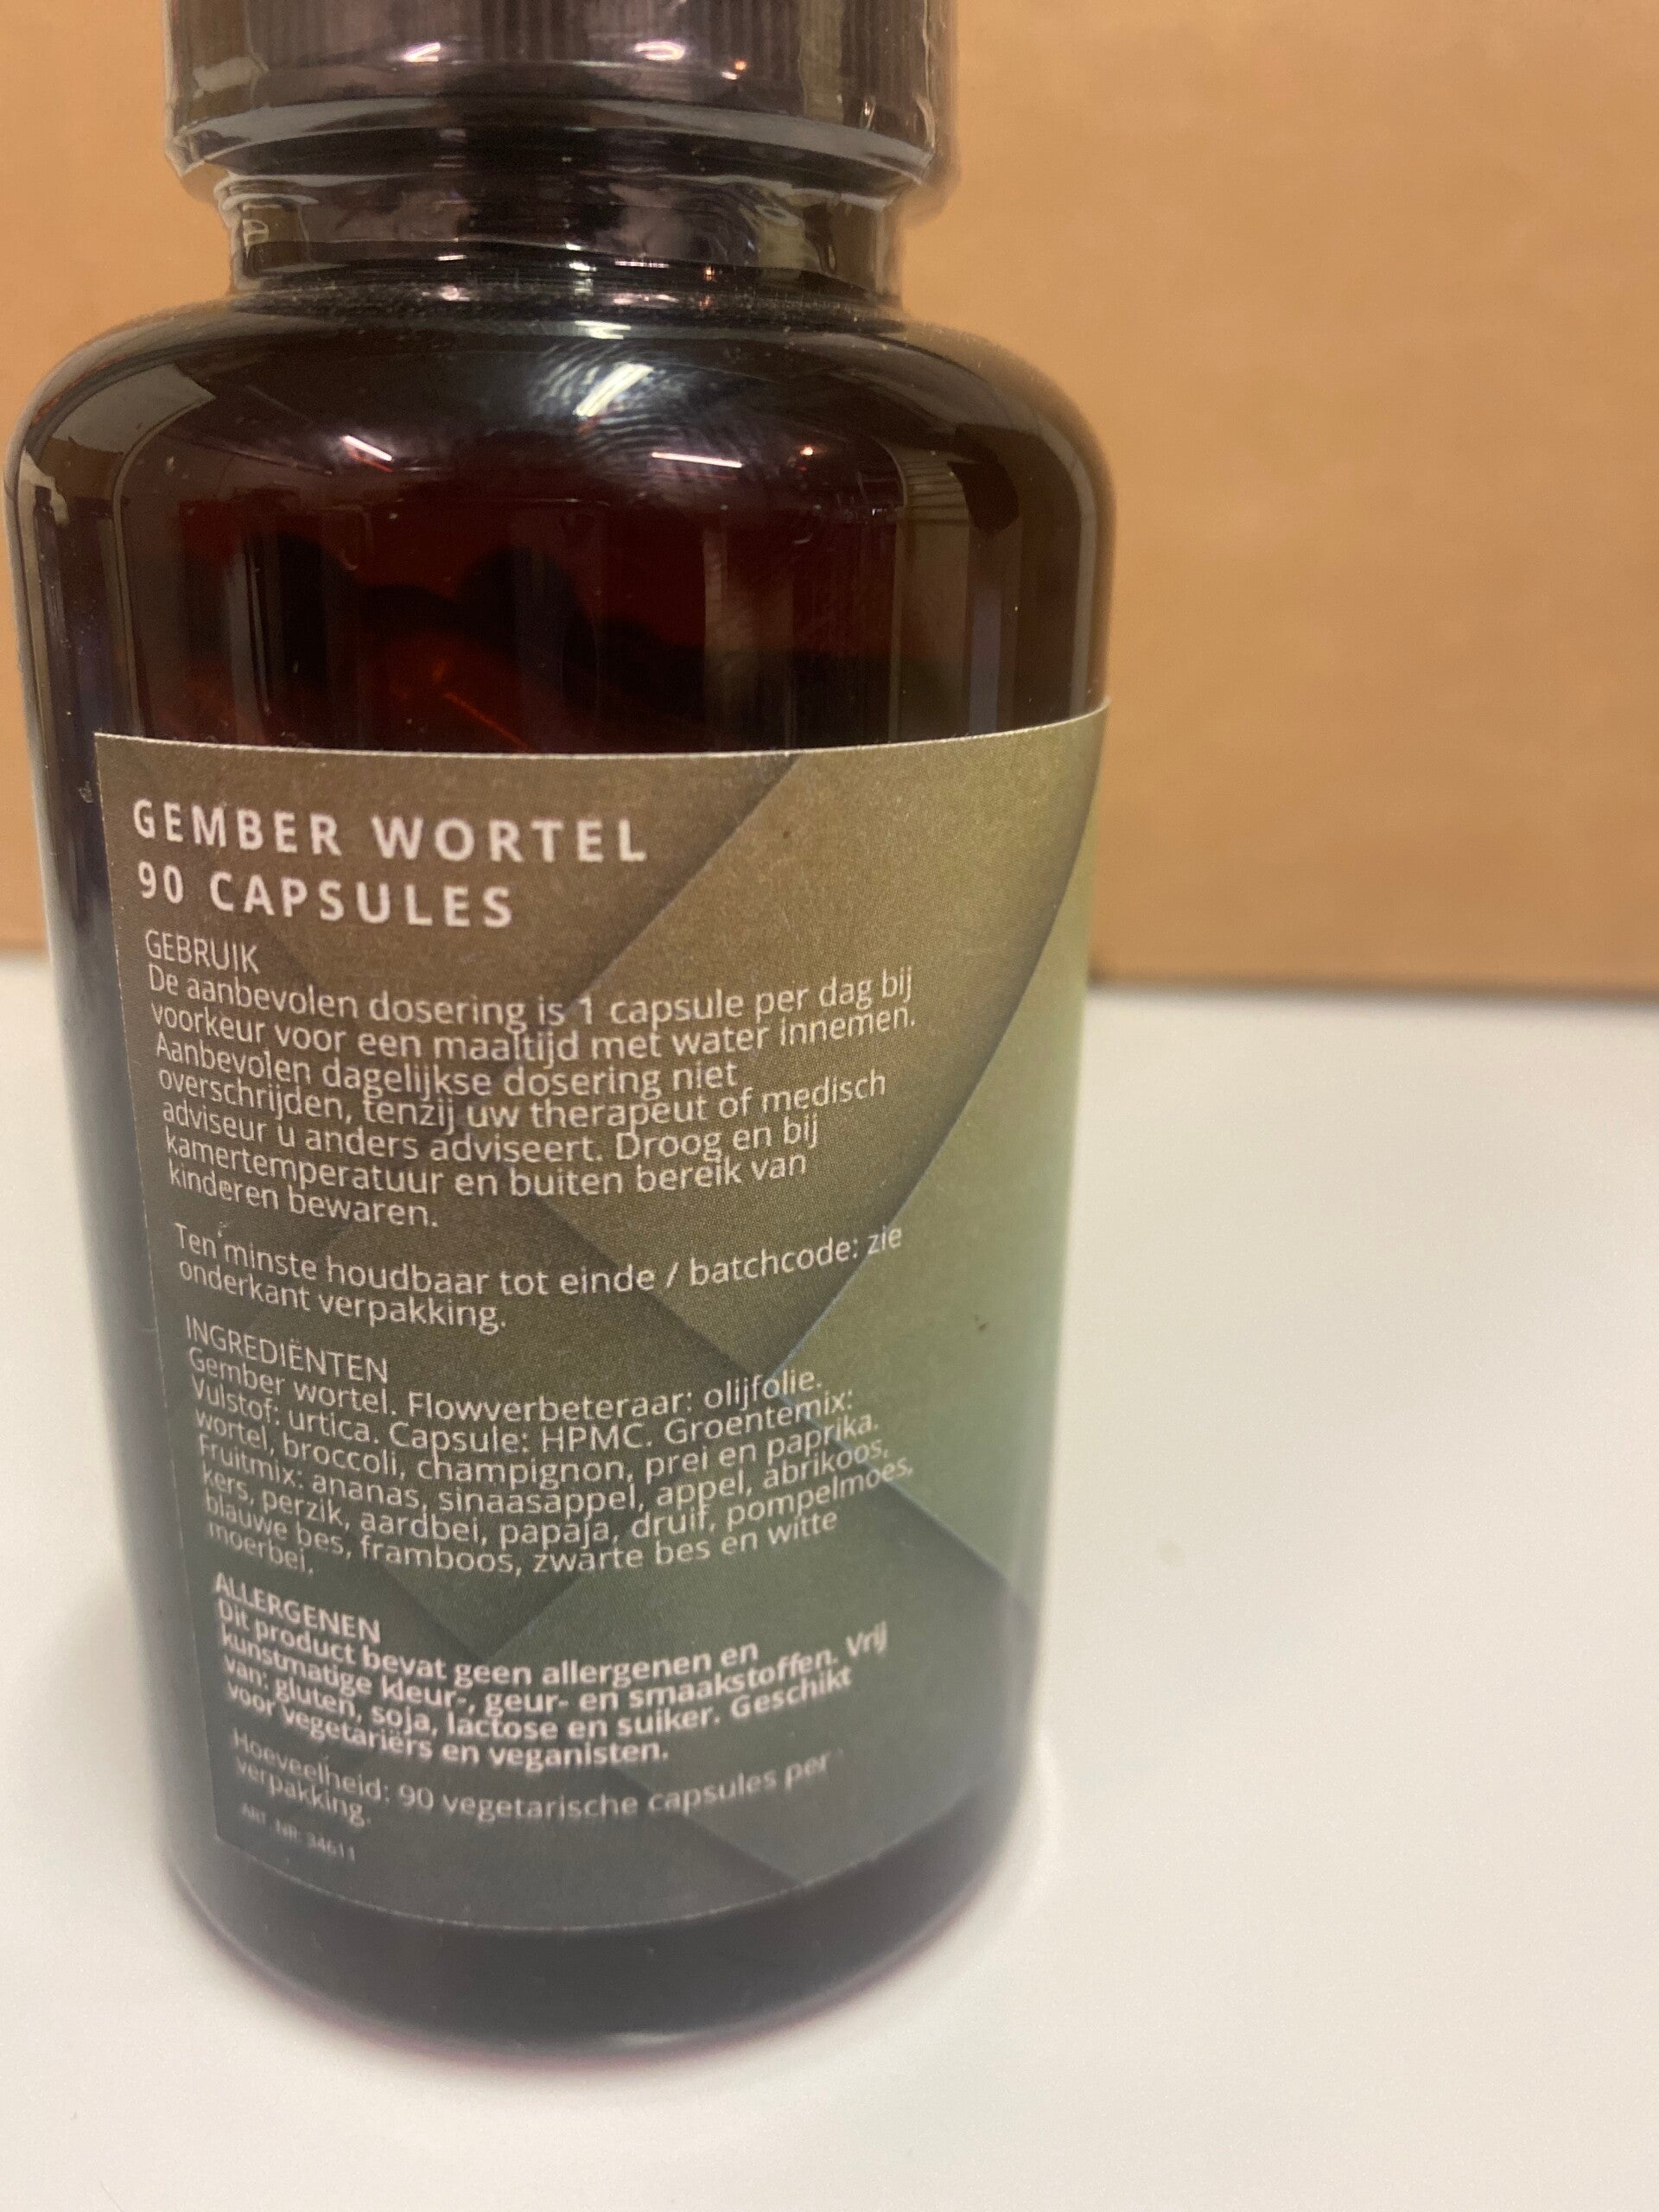 GEMBER WORTEL
90 CAPSULES
GEBRUIK
De aanbevolen dosering is 1 capsule per dag bij
voorkeur voor een maaltijd met water innemen.
Aanbevolen dagelijkse dosering niet
overschrijden, tenzij uw therapeut of medisch
adviseur u anders adviseert. Droog en bij
kamertemperatuur en buiten bereik van
kinderen bewaren.
Ten minste houdbaar tot einde / batchcode: zie
onderkant verpakking.
INGREDIËNTEN
Gember wortel. Flowverbeteraar: olijfolie.
Vulstof: urtica. Capsule: HPMC. Groentemix:
wortel, broccoli, champignon, prei en paprika.
Fruitmix: ananas, sinaasappel, appel, abrikoos,
kers, perzik, aardbei, papaja, druif, pompelmoes,
blauwe bes, framboos, zwarte bes en witte
moerbei.
ALLERGENEN
Dit product bevat geen allergenen en
kunstmatige kleur-, geur- en smaakstoffen. Vrij
van: gluten, soja, lactose en suiker. Geschikt
voor vegetariërs en veganisten.
Hoeveelheid: 90 vegetarische capsules per
verpakking.
ART. NR: 34611